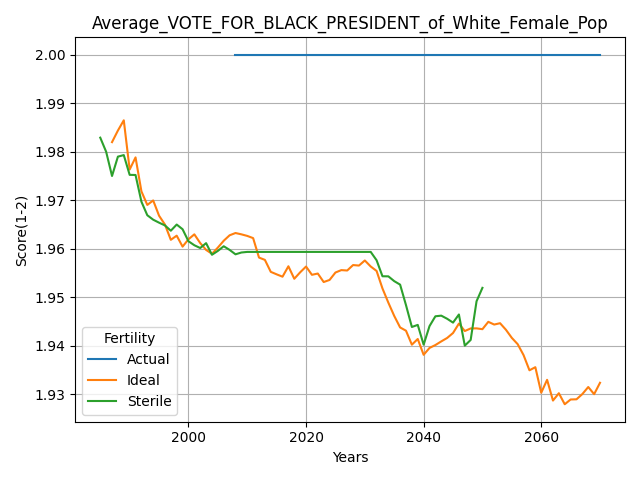 Average_VOTE_FOR_BLACK_PRESIDENT_of_White_Female_Pop
2.00
1.99
1.98
1.97
1.96
1.95
1.94
1.93
Score(1-2)
Fertility
Actual
Ideal
Sterile
2000
2020
2040
2060
Years